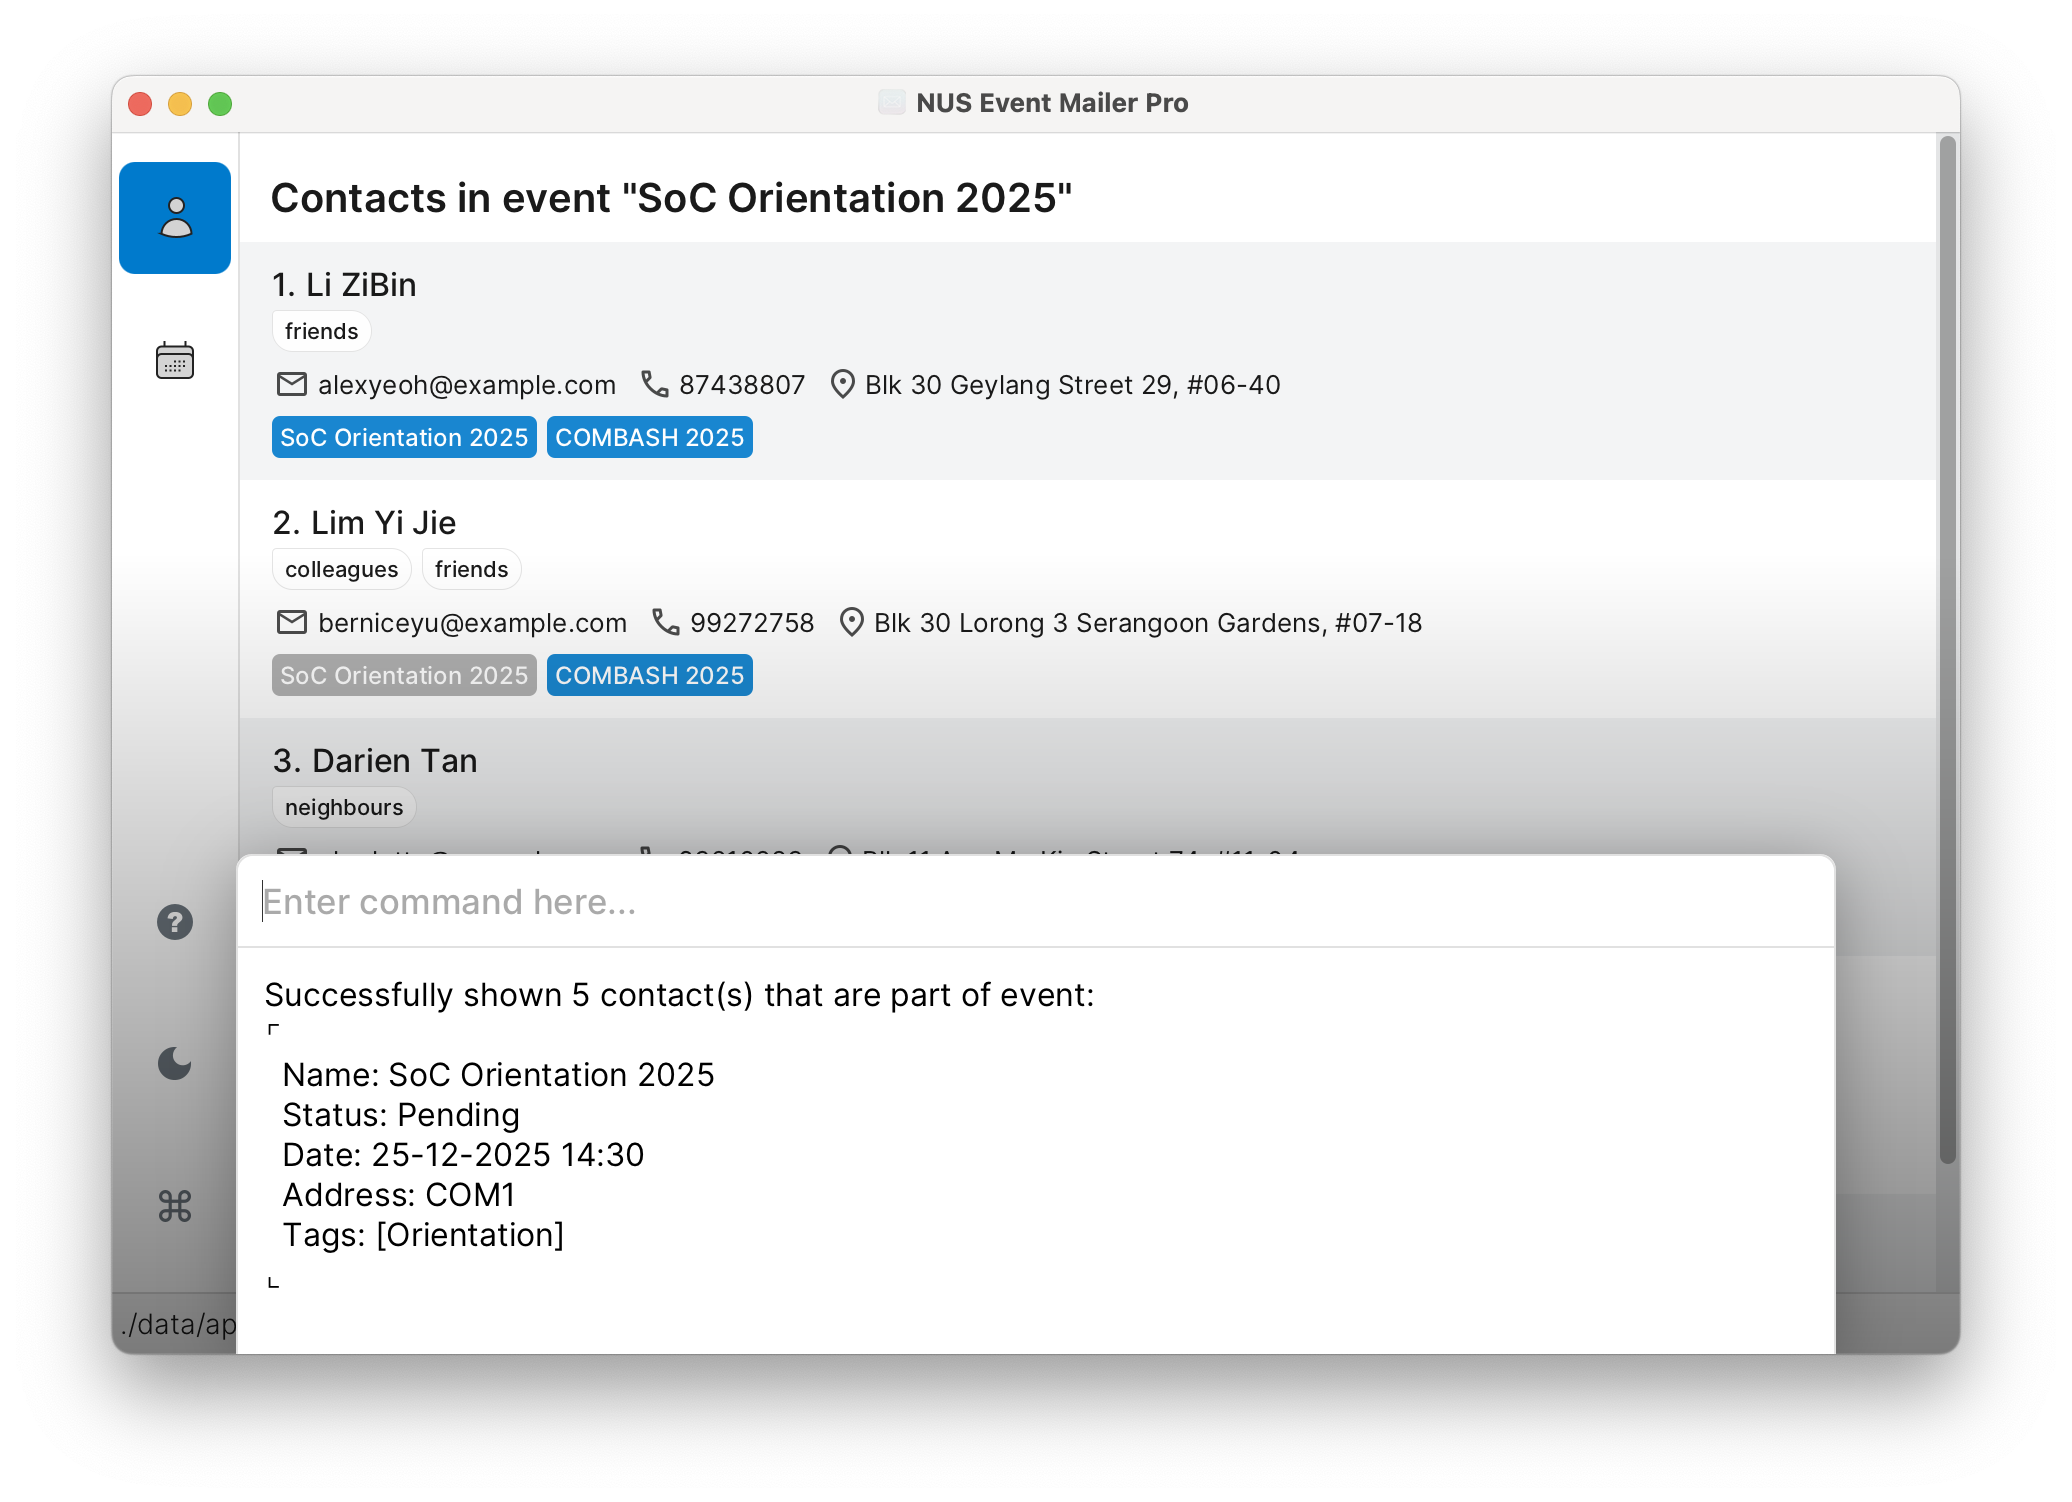 NUS Event Mailer Pro
Contacts in event "SoC Orientation 2025"
1. Li ZiBin
friends
alexyeoh@example.com 87438807 Blk 30 Geylang Street 29, #06-40
SoC Orientation 2025 COMBASH 2025
2. Lim Yi Jie
colleagues friends
berniceyu@example.com 99272758 Blk 30 Lorong 3 Serangoon Gardens, #07-18
SoC Orientation 2025 COMBASH 2025
3. Darien Tan
neighbours
Enter command here...
Successfully shown 5 contact(s) that are part of event:
Name: SoC Orientation 2025
Status: Pending
Date: 25-12-2025 14:30
Address: COM1
Tags: [Orientation]
./data/ap